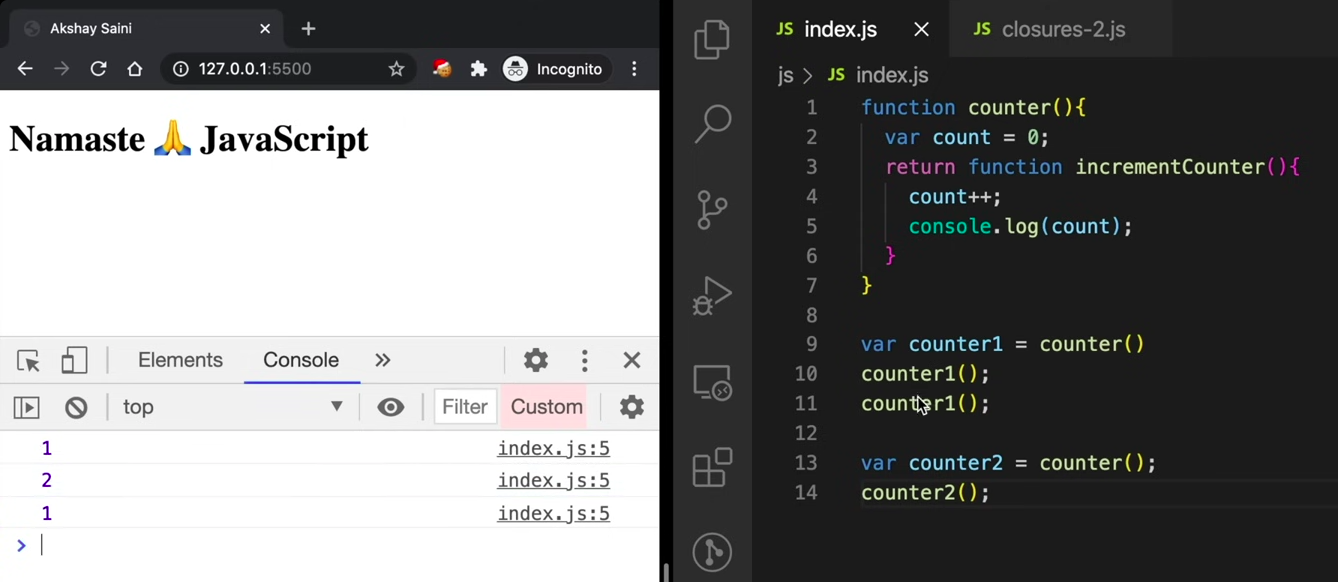 Akshay Saini
127.0.0.1:5500
Incognito
Namaste 🙏 JavaScript
Elements Console
top Filter Custom
1 index.js:5
2 index.js:5
1 index.js:5
JS index.js JS closures-2.js
js > JS index.js
1 function counter(){
2 var count = 0;
3 return function incrementCounter(){
4 count++;
5 console.log(count);
6 }
7 }
8
9 var counter1 = counter()
10 counter1();
11 counter1();
12
13 var counter2 = counter();
14 counter2();